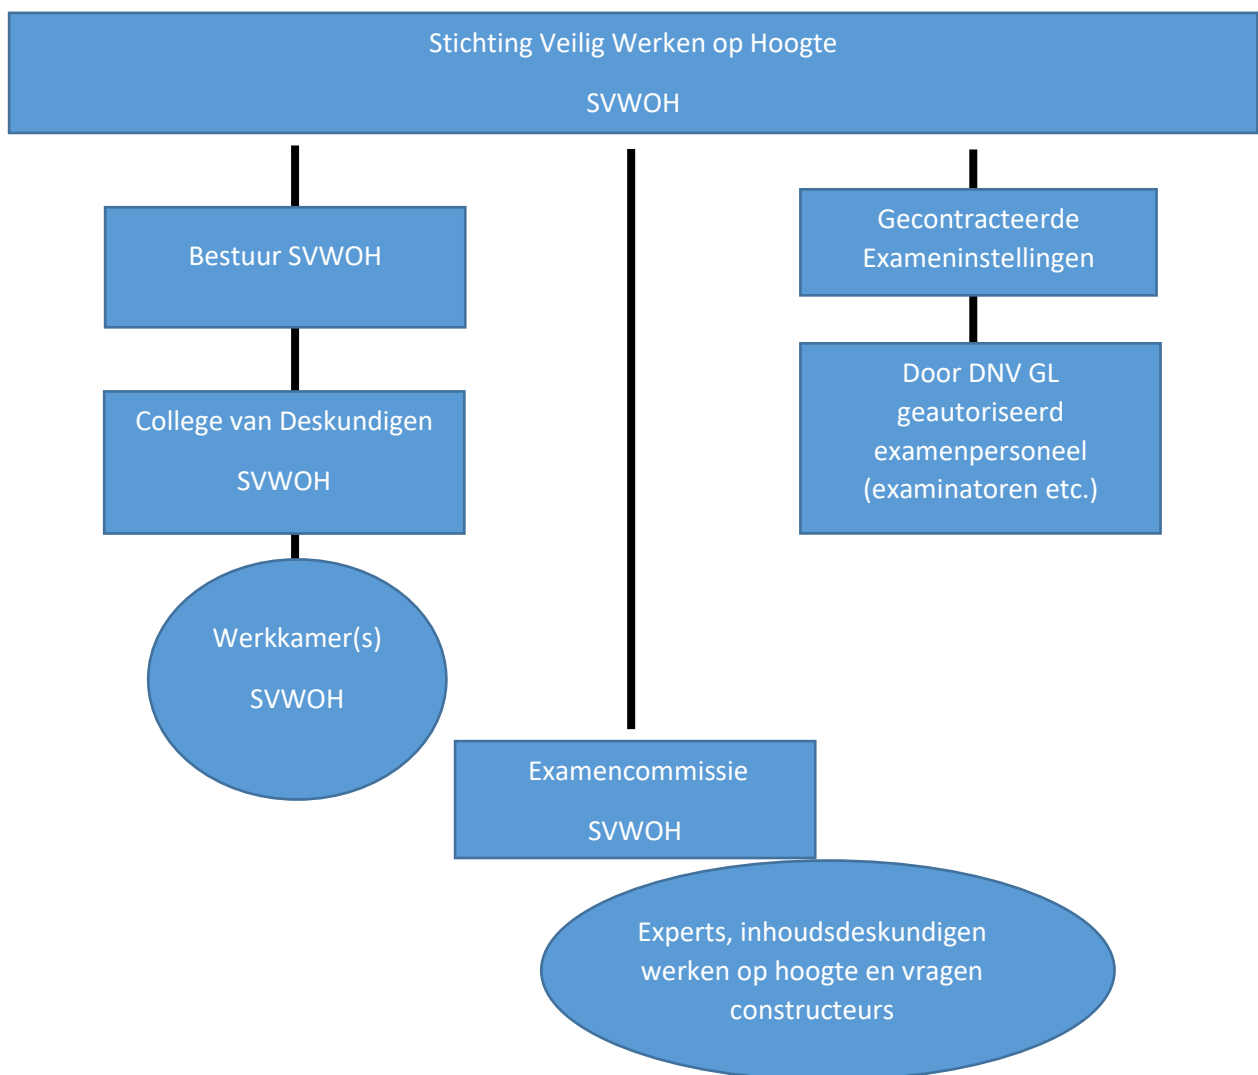 Stichting Veilig Werken op Hoogte
SVWOH
Bestuur SVWOH
College van Deskundigen
SVWOH
Werkkamer(s)
SVWOH
Examencommissie
SVWOH
Experts, inhoudsdeskundigen
werken op hoogte en vragen
constructeurs
Gecontracteerde
Exameninstellingen
Door DNV GL
geautoriseerd
examenpersoneel
(examinatoren etc.)